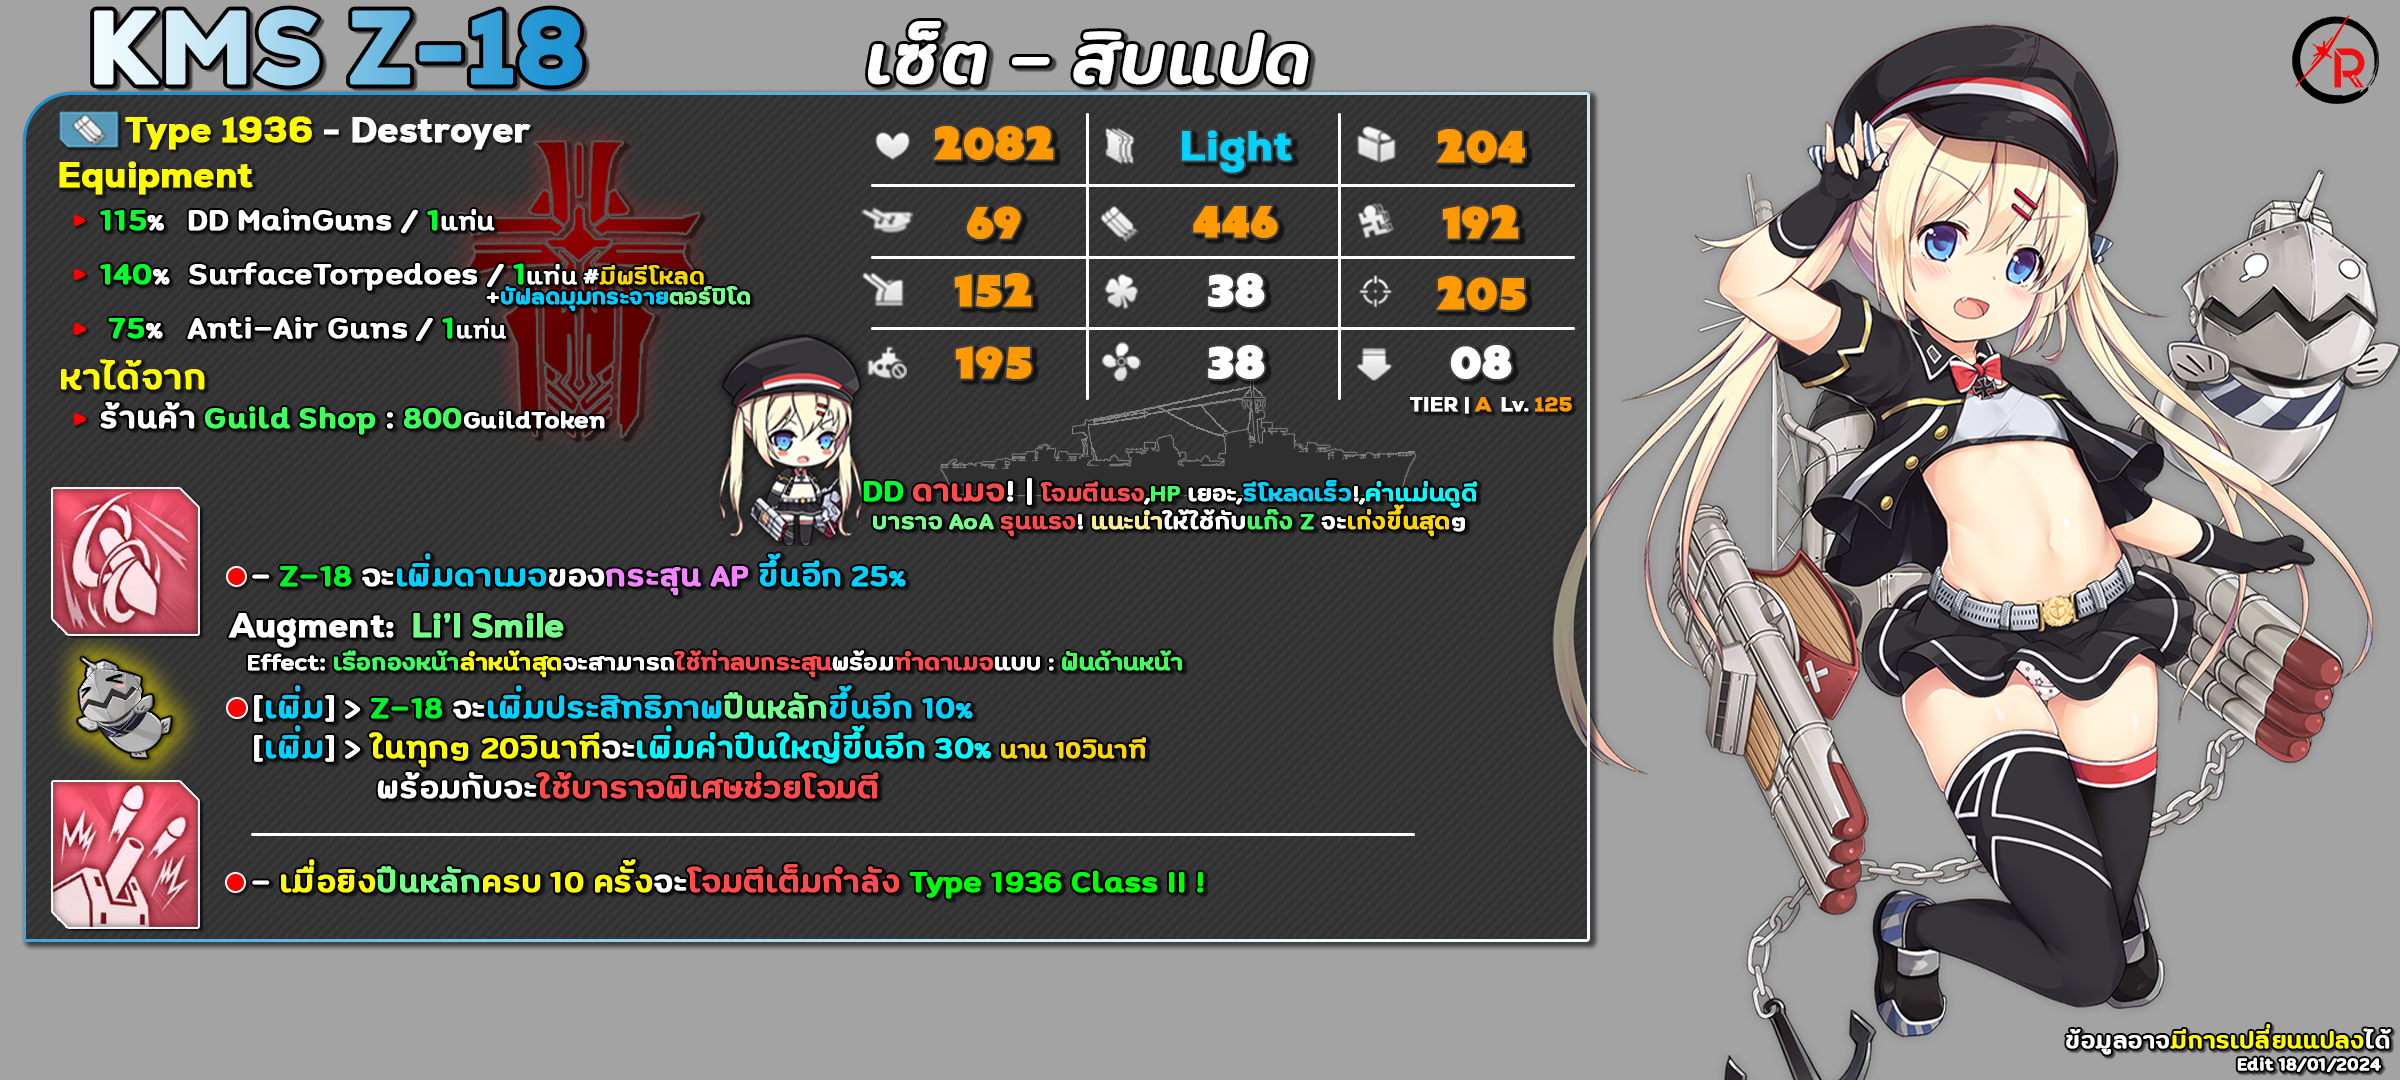 KMS Z-18
เซ็ต - สิบแปด
R
Type 1936 - Destroyer
Equipment
115% DD MainGuns / 1แท่น
140% SurfaceTorpedoes / 1แท่น #มีพรีโหลด
+บัฟลดมุมกระจายตอร์ปิโด
75% Anti-Air Guns / 1แท่น
หาได้จาก
ร้านค้า Guild Shop : 800GuildToken
2082 Light 204
69 446 192
152 38 205
195 38 08
TIER | A Lv. 125
DD ดาเมจ! | โจมตีแรง,HP เยอะ,รีโหลดเร็ว!,ค่าแม่นดูดี
บาราจ AoA รุนแรง! แนะนำให้ใช้กับแก๊ง Z จะเก่งขึ้นสุดๆ
- Z-18 จะเพิ่มดาเมจของกระสุน AP ขึ้นอีก 25%
Augment: Li'l Smile
Effect: เรือกองหน้าลำหน้าสุดจะสามารถใช้ท่าลบกระสุนพร้อมทำดาเมจแบบ : ฟันด้านหน้า
[เพิ่ม] > Z-18 จะเพิ่มประสิทธิภาพปืนหลักขึ้นอีก 10%
[เพิ่ม] > ในทุกๆ 20วินาทีจะเพิ่มค่าปืนใหญ่ขึ้นอีก 30% นาน 10วินาที
พร้อมกับจะใช้บาราจพิเศษช่วยโจมตี
- เมื่อยิงปืนหลักครบ 10 ครั้งจะโจมตีเต็มกำลัง Type 1936 Class II !
ข้อมูลอาจมีการเปลี่ยนแปลงได้
Edit 18/01/2024